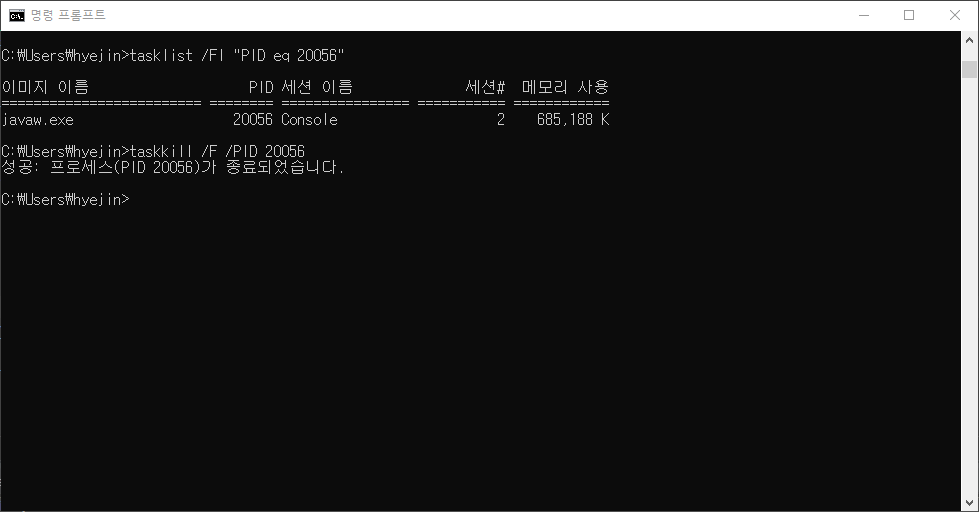 명령 프롬프트
C:₩Users₩hyejin>tasklist /FI "PID eq 20056"
이미지 이름                    PID 세션 이름              세션#  메모리 사용
========================= ======== ================ =========== ============
javaw.exe                    20056 Console                    2    685,188 K
C:₩Users₩hyejin>taskkill /F /PID 20056
성공: 프로세스(PID 20056)가 종료되었습니다.
C:₩Users₩hyejin>